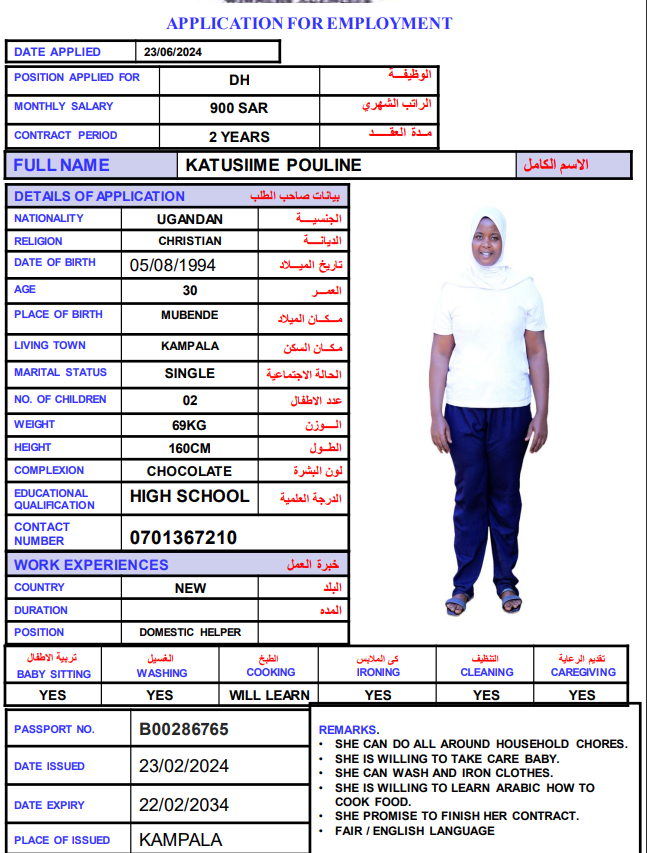 APPLICATION FOR EMPLOYMENT
DATE APPLIED 23/06/2024
POSITION APPLIED FOR DH الوظيفــة
MONTHLY SALARY 900 SAR الراتب الشهري
CONTRACT PERIOD 2 YEARS مـدة العقـــد
FULL NAME KATUSIIME POULINE الاسم الكامل
DETAILS OF APPLICATION بيانات صاحب الطلب
NATIONALITY UGANDAN الجنسيــة
RELIGION CHRISTIAN الديانــة
DATE OF BIRTH 05/08/1994 تاريخ الميــلاد
AGE 30 العمــر
PLACE OF BIRTH MUBENDE مـكــان الميلاد
LIVING TOWN KAMPALA مكـان السكن
MARITAL STATUS SINGLE الحالة الاجتماعية
NO. OF CHILDREN 02 عدد الاطفال
WEIGHT 69KG الــوزن
HEIGHT 160CM الطـول
COMPLEXION CHOCOLATE لون البشرة
EDUCATIONAL QUALIFICATION HIGH SCHOOL الدرجة العلمية
CONTACT NUMBER 0701367210
WORK EXPERIENCES خبرة العمل
COUNTRY NEW البلد
DURATION المده
POSITION DOMESTIC HELPER
تربية الاطفال الغسيل الطبخ كى الملابس التنظيف تقديم الرعاية
BABY SITTING WASHING COOKING IRONING CLEANING CAREGIVING
YES YES WILL LEARN YES YES YES
PASSPORT NO. B00286765
DATE ISSUED 23/02/2024
DATE EXPIRY 22/02/2034
PLACE OF ISSUED KAMPALA
REMARKS.
• SHE CAN DO ALL AROUND HOUSEHOLD CHORES.
• SHE IS WILLING TO TAKE CARE BABY.
• SHE CAN WASH AND IRON CLOTHES.
• SHE IS WILLING TO LEARN ARABIC HOW TO
COOK FOOD.
• SHE PROMISE TO FINISH HER CONTRACT.
• FAIR / ENGLISH LANGUAGE